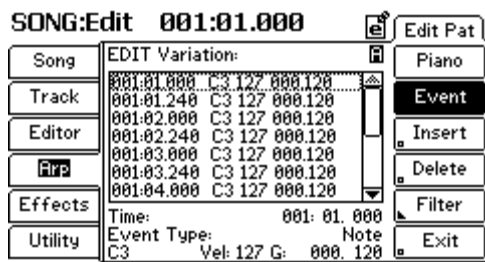 SONG:Edit 001:01.000 e Edit Pat
Song EDIT Variation: A Piano
001:01.000 C3 127 000.120
Track 001:01.240 C3 127 000.120 Event
001:02.000 C3 127 000.120
Editor 001:02.240 C3 127 000.120 Insert
001:03.000 C3 127 000.120
Arp 001:03.240 C3 127 000.120 Delete
001:04.000 C3 127 000.120
Effects Time: 001: 01. 000 Filter
Utility Event Type: Note Exit
C3 Vel: 127 G: 000. 120